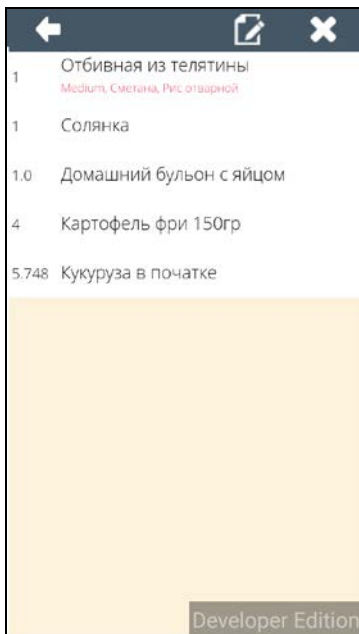 1 Отбивная из телятины
Medium, Сметана, Рис отварной
1 Солянка
1.0 Домашний бульон с яйцом
4 Картофель фри 150гр
5.748 Кукуруза в початке
Developer Edition